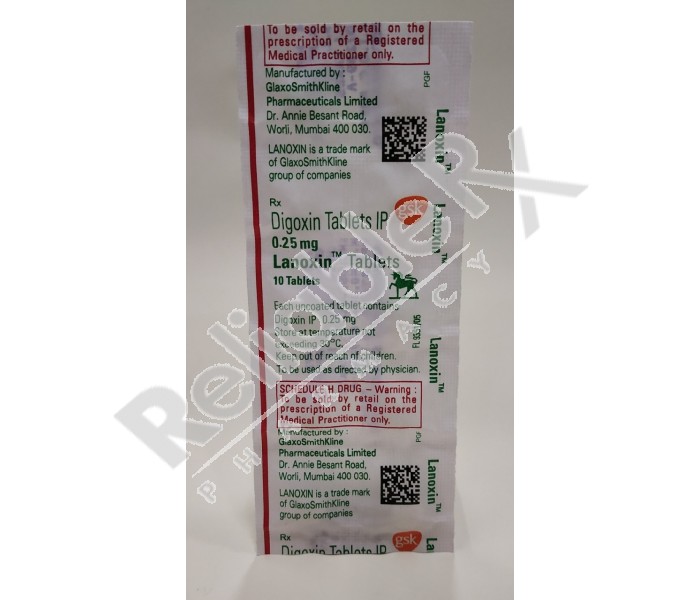 To be sold by retail on the
prescription of a Registered
Medical Practitioner only.
Manufactured by :
GlaxoSmithKline
Pharmaceuticals Limited
Dr. Annie Besant Road,
Worli, Mumbai 400 030.
LANOXIN is a trade mark
of GlaxoSmithKline
group of companies
PGF
Lanoxin™
Rx
Digoxin Tablets IP
0.25 mg
Lanoxin™ Tablets
10 Tablets
gsk
Lanoxin™
Each uncoated tablet contains
Digoxin IP 0.25 mg
Store at temperature not
Exceeding 30°C.
Keep out of reach of children.
To be used as directed by physician.
Lanoxin™
SCHEDULE H DRUG – Warning :
To be sold by retail on the
prescription of a Registered
Medical Practitioner only.
Manufactured by :
GlaxoSmithKline
Pharmaceuticals Limited
Dr. Annie Besant Road,
Worli, Mumbai 400 030.
LANOXIN is a trade mark
of GlaxoSmithKline
group of companies
PGF
Lanoxin™
Rx
Digoxin Tablets IP
gsk
Lanoxin™
ReliableRx
PHARMACY